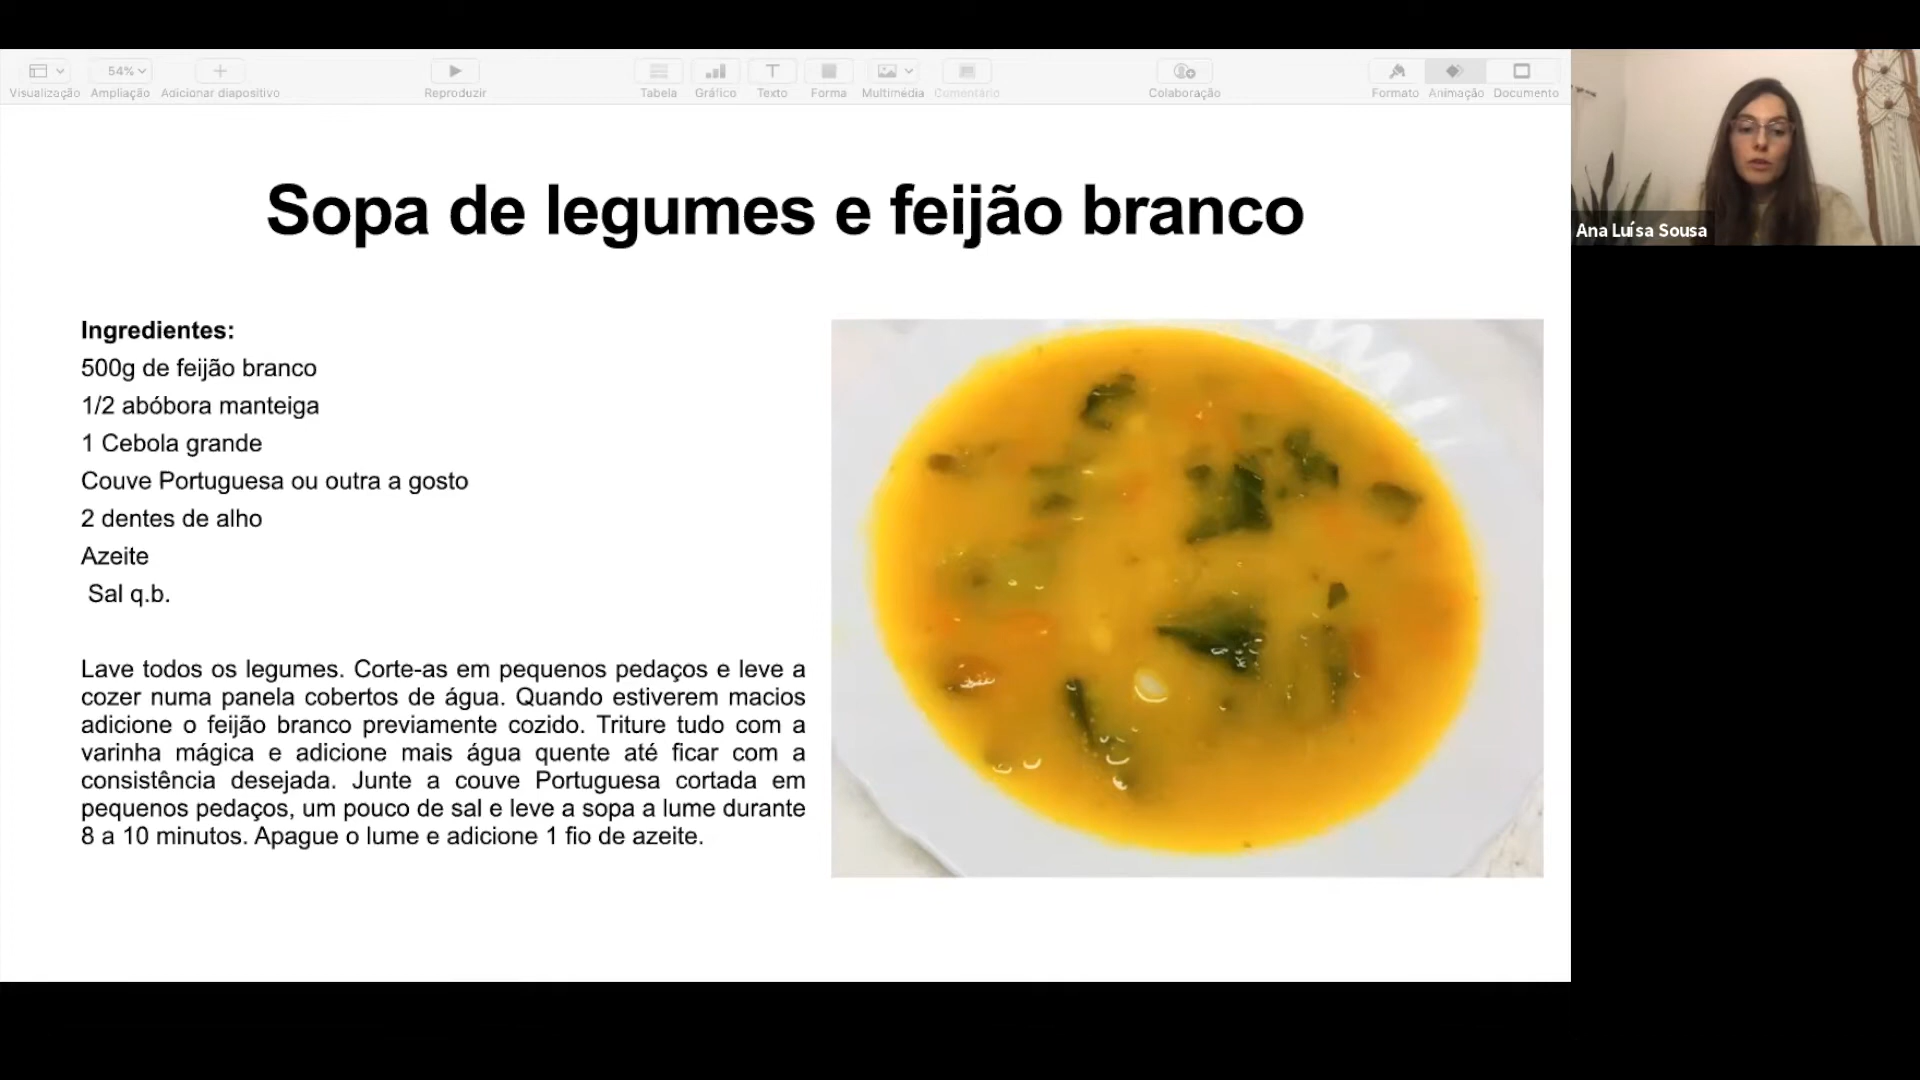 54%
Visualização Ampliação Adicionar diapositivo Reproduzir Tabela Gráfico Texto Forma Multimédia Comentário Colaboração Formato Animação Documento
Sopa de legumes e feijão branco
Ana Luísa Sousa
Ingredientes:
500g de feijão branco
1/2 abóbora manteiga
1 Cebola grande
Couve Portuguesa ou outra a gosto
2 dentes de alho
Azeite
Sal q.b.
Lave todos os legumes. Corte-as em pequenos pedaços e leve a
cozer numa panela cobertos de água. Quando estiverem macios
adicione o feijão branco previamente cozido. Triture tudo com a
varinha mágica e adicione mais água quente até ficar com a
consistência desejada. Junte a couve Portuguesa cortada em
pequenos pedaços, um pouco de sal e leve a sopa a lume durante
8 a 10 minutos. Apague o lume e adicione 1 fio de azeite.